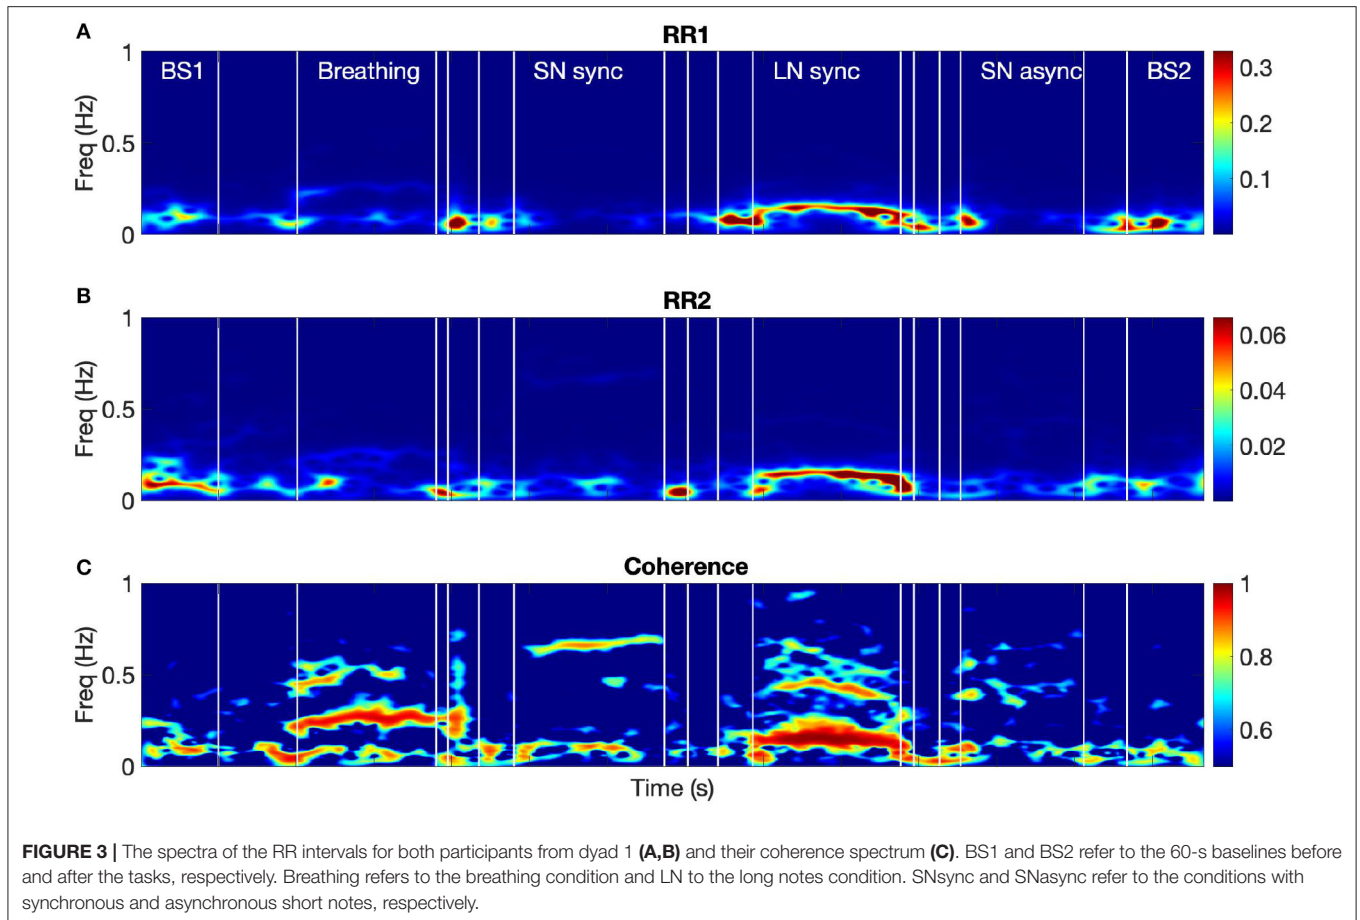 A
RR1
1
BS1 Breathing SN sync LN sync SN async BS2
0.3
Freq (Hz)
0.5
0.2
0.1
0
B
RR2
1
0.06
Freq (Hz)
0.5
0.04
0.02
0
C
Coherence
1
1
0.9
Freq (Hz)
0.5
0.8
0.7
0.6
0
Time (s)
FIGURE 3 | The spectra of the RR intervals for both participants from dyad 1 (A,B) and their coherence spectrum (C). BS1 and BS2 refer to the 60-s baselines before
and after the tasks, respectively. Breathing refers to the breathing condition and LN to the long notes condition. SNsync and SNasync refer to the conditions with
synchronous and asynchronous short notes, respectively.